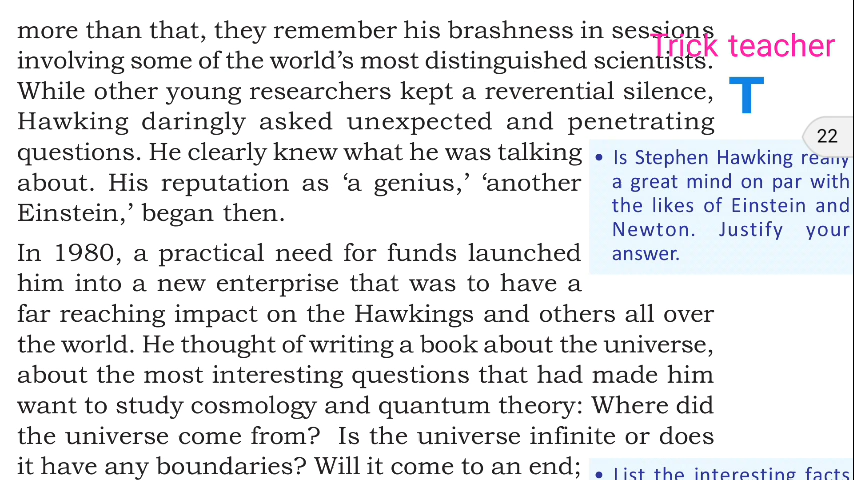 more than that, they remember his brashness in sessions
involving some of the world's most distinguished scientists.
While other young researchers kept a reverential silence,
Hawking daringly asked unexpected and penetrating
questions. He clearly knew what he was talking
about. His reputation as 'a genius,' 'another
Einstein,' began then.
In 1980, a practical need for funds launched
him into a new enterprise that was to have a
far reaching impact on the Hawkings and others all over
the world. He thought of writing a book about the universe,
about the most interesting questions that had made him
want to study cosmology and quantum theory: Where did
the universe come from? Is the universe infinite or does
it have any boundaries? Will it come to an end;
Trick teacher
T
22
• Is Stephen Hawking really
a great mind on par with
the likes of Einstein and
Newton. Justify your
answer.
• List the interesting facts